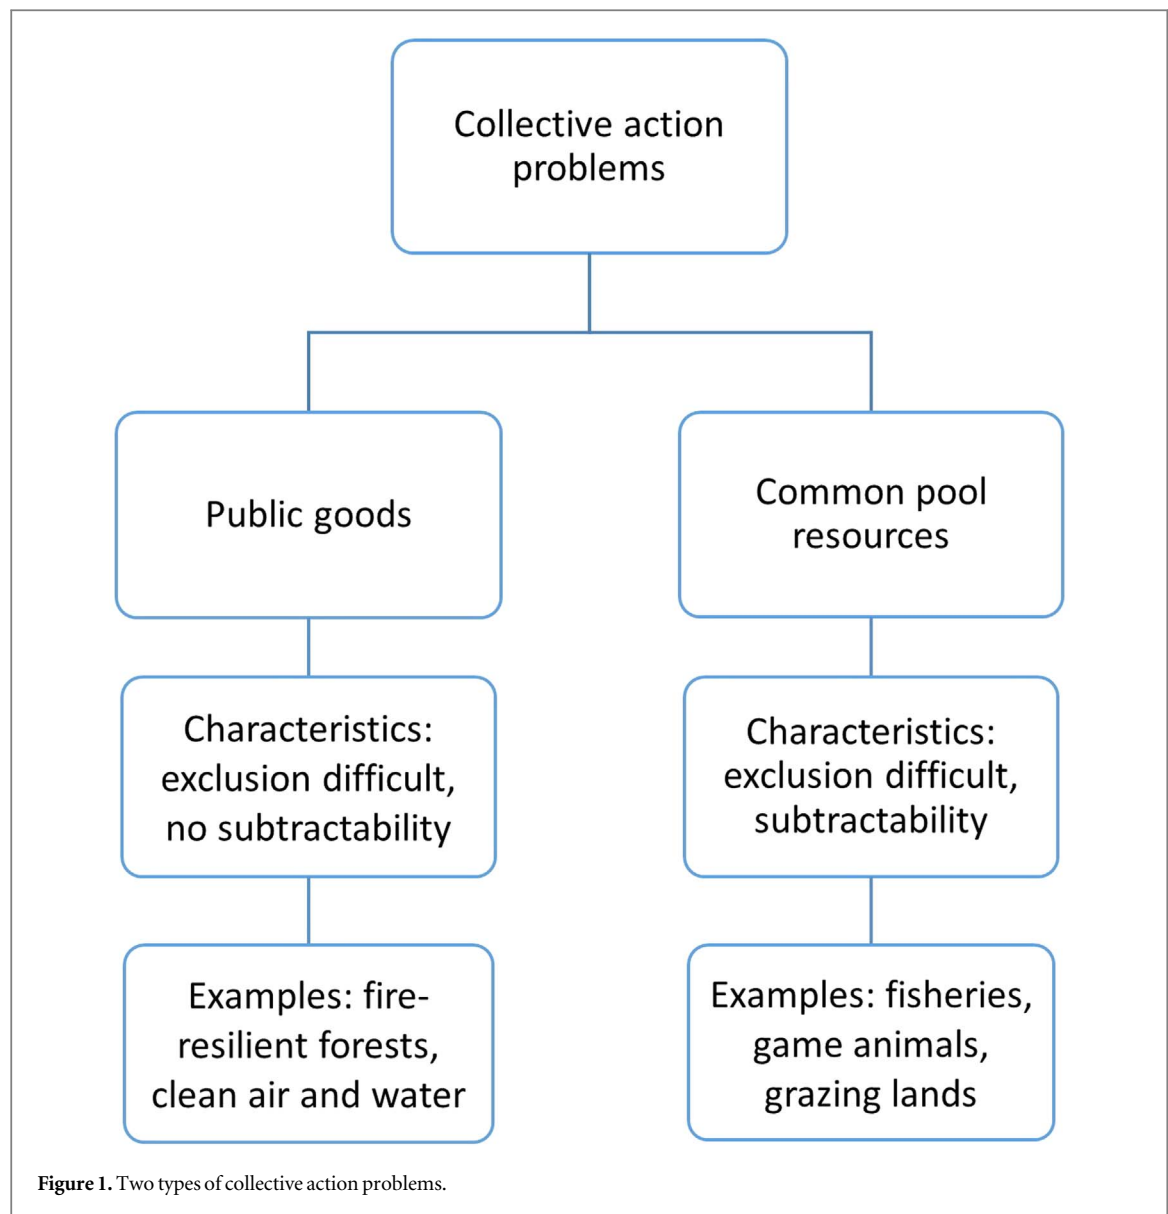 Collective action
problems
Public goods
Common pool
resources
Characteristics:
exclusion difficult,
no subtractability
Characteristics:
exclusion difficult,
subtractability
Examples: fire-
resilient forests,
clean air and water
Examples: fisheries,
game animals,
grazing lands
Figure 1. Two types of collective action problems.